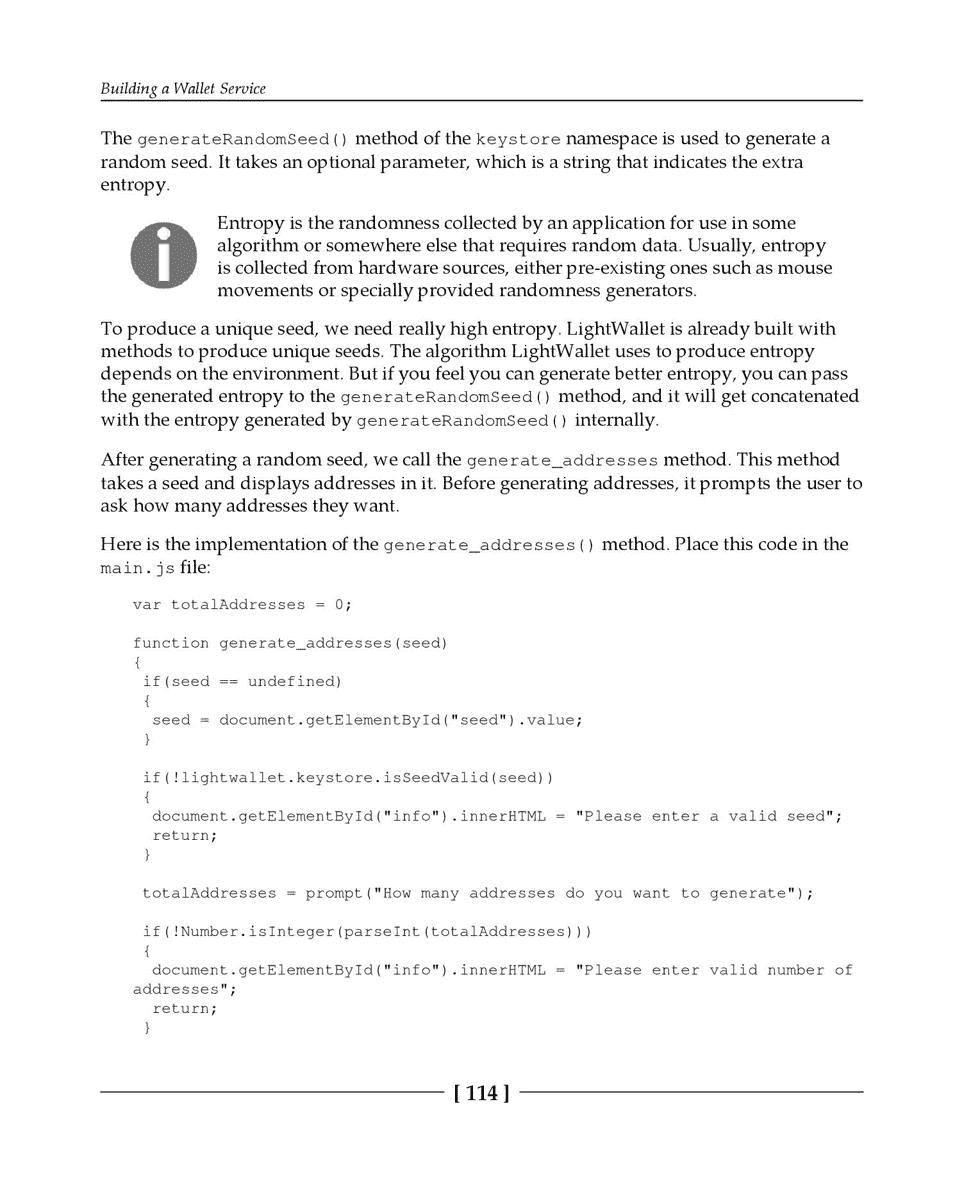 Building a Wallet Service
The generateRandomSeed() method of the keystore namespace is used to generate a
random seed. It takes an optional parameter, which is a string that indicates the extra
entropy.
Entropy is the randomness collected by an application for use in some
algorithm or somewhere else that requires random data. Usually, entropy
is collected from hardware sources, either pre-existing ones such as mouse
movements or specially provided randomness generators.
To produce a unique seed, we need really high entropy. LightWallet is already built with
methods to produce unique seeds. The algorithm LightWallet uses to produce entropy
depends on the environment. But if you feel you can generate better entropy, you can pass
the generated entropy to the generateRandomSeed() method, and it will get concatenated
with the entropy generated by generateRandomSeed() internally.
After generating a random seed, we call the generate_addresses method. This method
takes a seed and displays addresses in it. Before generating addresses, it prompts the user to
ask how many addresses they want.
Here is the implementation of the generate_addresses() method. Place this code in the
main.js file:
var totalAddresses = 0;
function generate_addresses(seed)
{
if(seed == undefined)
{
seed = document.getElementById("seed").value;
}
if(!lightwallet.keystore.isSeedValid(seed))
{
document.getElementById("info").innerHTML = "Please enter a valid seed";
return;
}
totalAddresses = prompt("How many addresses do you want to generate");
if(!Number.isInteger(parseInt(totalAddresses)))
{
document.getElementById("info").innerHTML = "Please enter valid number of
addresses";
return;
}
[ 114 ]